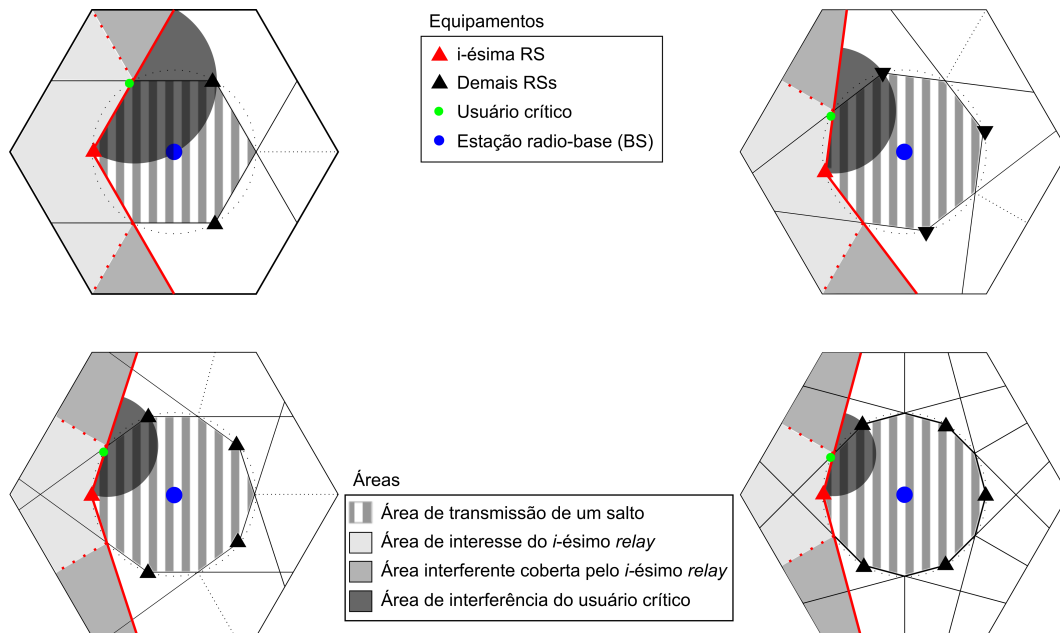 Equipamentos
i-ésima RS
Demais RSs
Usuário crítico
Estação radio-base (BS)
Áreas
Área de transmissão de um salto
Área de interesse do i-ésimo relay
Área interferente coberta pelo i-ésimo relay
Área de interferência do usuário crítico